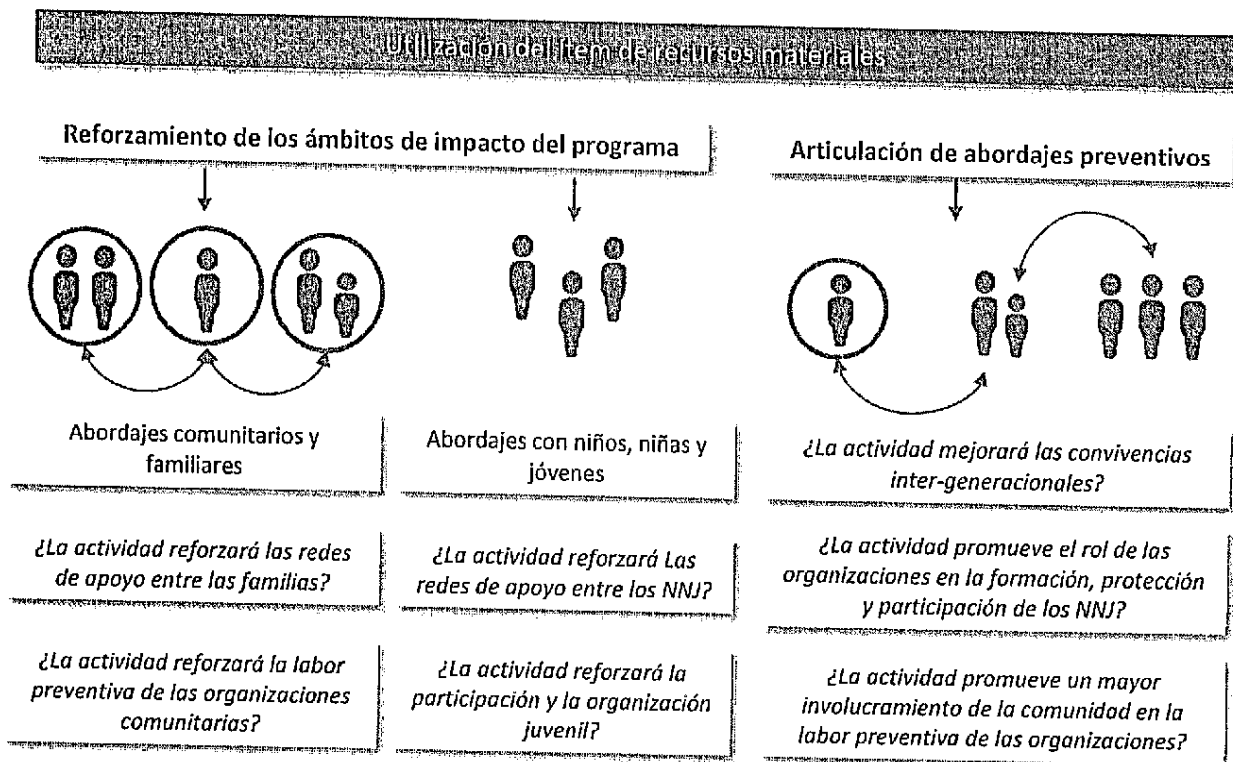 Utilización del ítem de recursos materiales
Reforzamiento de los ámbitos de impacto del programa
Articulación de abordajes preventivos
Abordajes comunitarios y
familiares
¿La actividad reforzará las redes
de apoyo entre las familias?
¿La actividad reforzará la labor
preventiva de las organizaciones
comunitarias?
Abordajes con niños, niñas y
jóvenes
¿La actividad reforzará Las
redes de apoyo entre los NNJ?
¿La actividad reforzará la
participación y la organización
juvenil?
¿La actividad mejorará las convivencias
inter-generacionales?
¿La actividad promueve el rol de las
organizaciones en la formación, protección
y participación de los NNJ?
¿La actividad promueve un mayor
involucramiento de la comunidad en la
labor preventiva de las organizaciones?